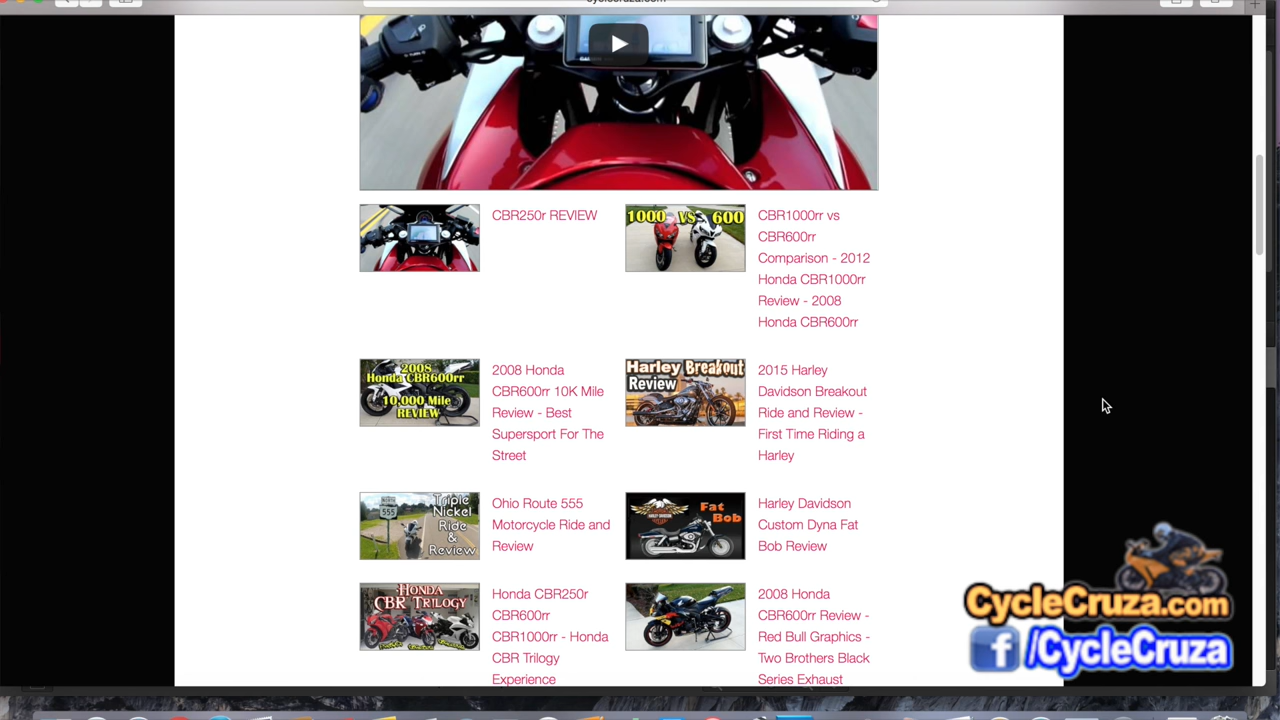 CBR250r REVIEW
1000 VS 600
CBR1000rr vs
CBR600rr
Comparison - 2012
Honda CBR1000rr
Review - 2008
Honda CBR600rr
2008
Honda CBR600rr
10,000 Mile
REVIEW
2008 Honda
CBR600rr 10K Mile
Review - Best
Supersport For The
Street
Harley Breakout
Review
2015 Harley
Davidson Breakout
Ride and Review -
First Time Riding a
Harley
555
Triple
Nickel
Ride
&
Review
Ohio Route 555
Motorcycle Ride and
Review
Fat
Bob
Harley Davidson
Custom Dyna Fat
Bob Review
HONDA
CBR TRILOGY
Honda CBR250r
CBR600rr
CBR1000rr - Honda
CBR Trilogy
Experience
2008 Honda
CBR600rr Review -
Red Bull Graphics -
Two Brothers Black
Series Exhaust
CycleCruza.com
f /CycleCruza